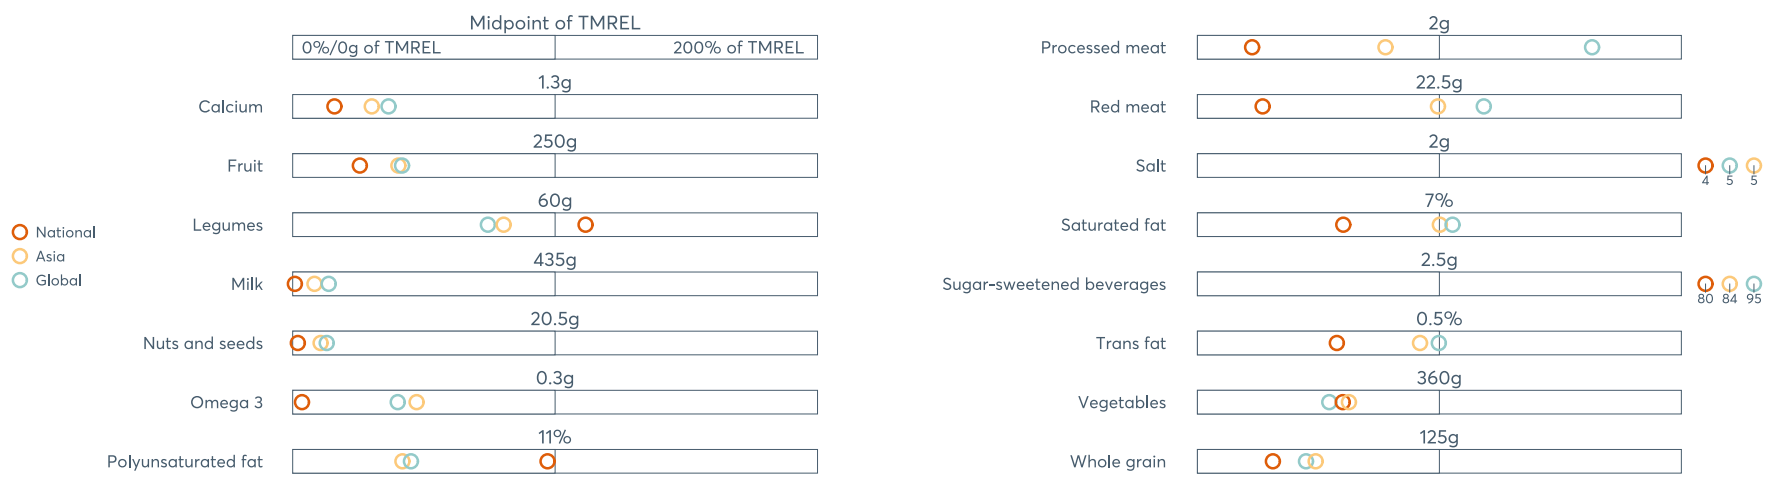 Midpoint of TMREL
0%/0g of TMREL 200% of TMREL
1.3g
Calcium
250g
Fruit
60g
Legumes
435g
Milk
20.5g
Nuts and seeds
0.3g
Omega 3
11%
Polyunsaturated fat
National
Asia
Global
2g
Processed meat
22.5g
Red meat
2g
Salt
4 5 5
7%
Saturated fat
2.5g
Sugar-sweetened beverages
80 84 95
0.5%
Trans fat
360g
Vegetables
125g
Whole grain